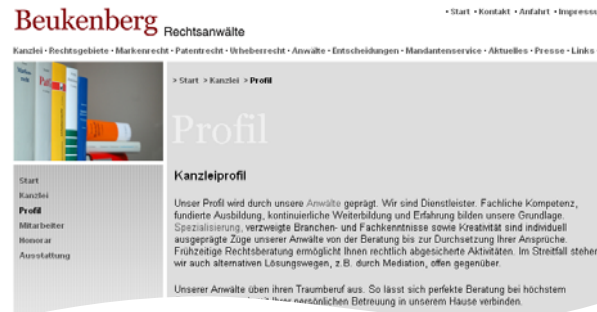 Beukenberg Rechtsanwälte
• Start • Kontakt • Anfahrt • Impressu
Kanzlei • Rechtsgebiete • Markenrecht • Patentrecht • Urheberrecht • Anwälte • Entscheidungen • Mandantenservice • Aktuelles • Presse • Links
> Start > Kanzlei > Profil
Profil
Start
Kanzlei
Profil
Mitarbeiter
Honorar
Ausstattung
Kanzleiprofil
Unser Profil wird durch unsere Anwälte geprägt. Wir sind Dienstleister. Fachliche Kompetenz,
fundierte Ausbildung, kontinuierliche Weiterbildung und Erfahrung bilden unsere Grundlage.
Spezialisierung, verzweigte Branchen- und Fachkenntnisse sowie Kreativität sind individuell
ausgeprägte Züge unserer Anwälte von der Beratung bis zur Durchsetzung Ihrer Ansprüche.
Frühzeitige Rechtsberatung ermöglicht Ihnen rechtlich abgesicherte Aktivitäten. Im Streitfall stehen
wir auch alternativen Lösungswegen, z.B. durch Mediation, offen gegenüber.
Unserer Anwälte üben ihren Traumberuf aus. So lässt sich perfekte Beratung bei höchstem
persönlichen Betreuung in unserem Hause verbinden.